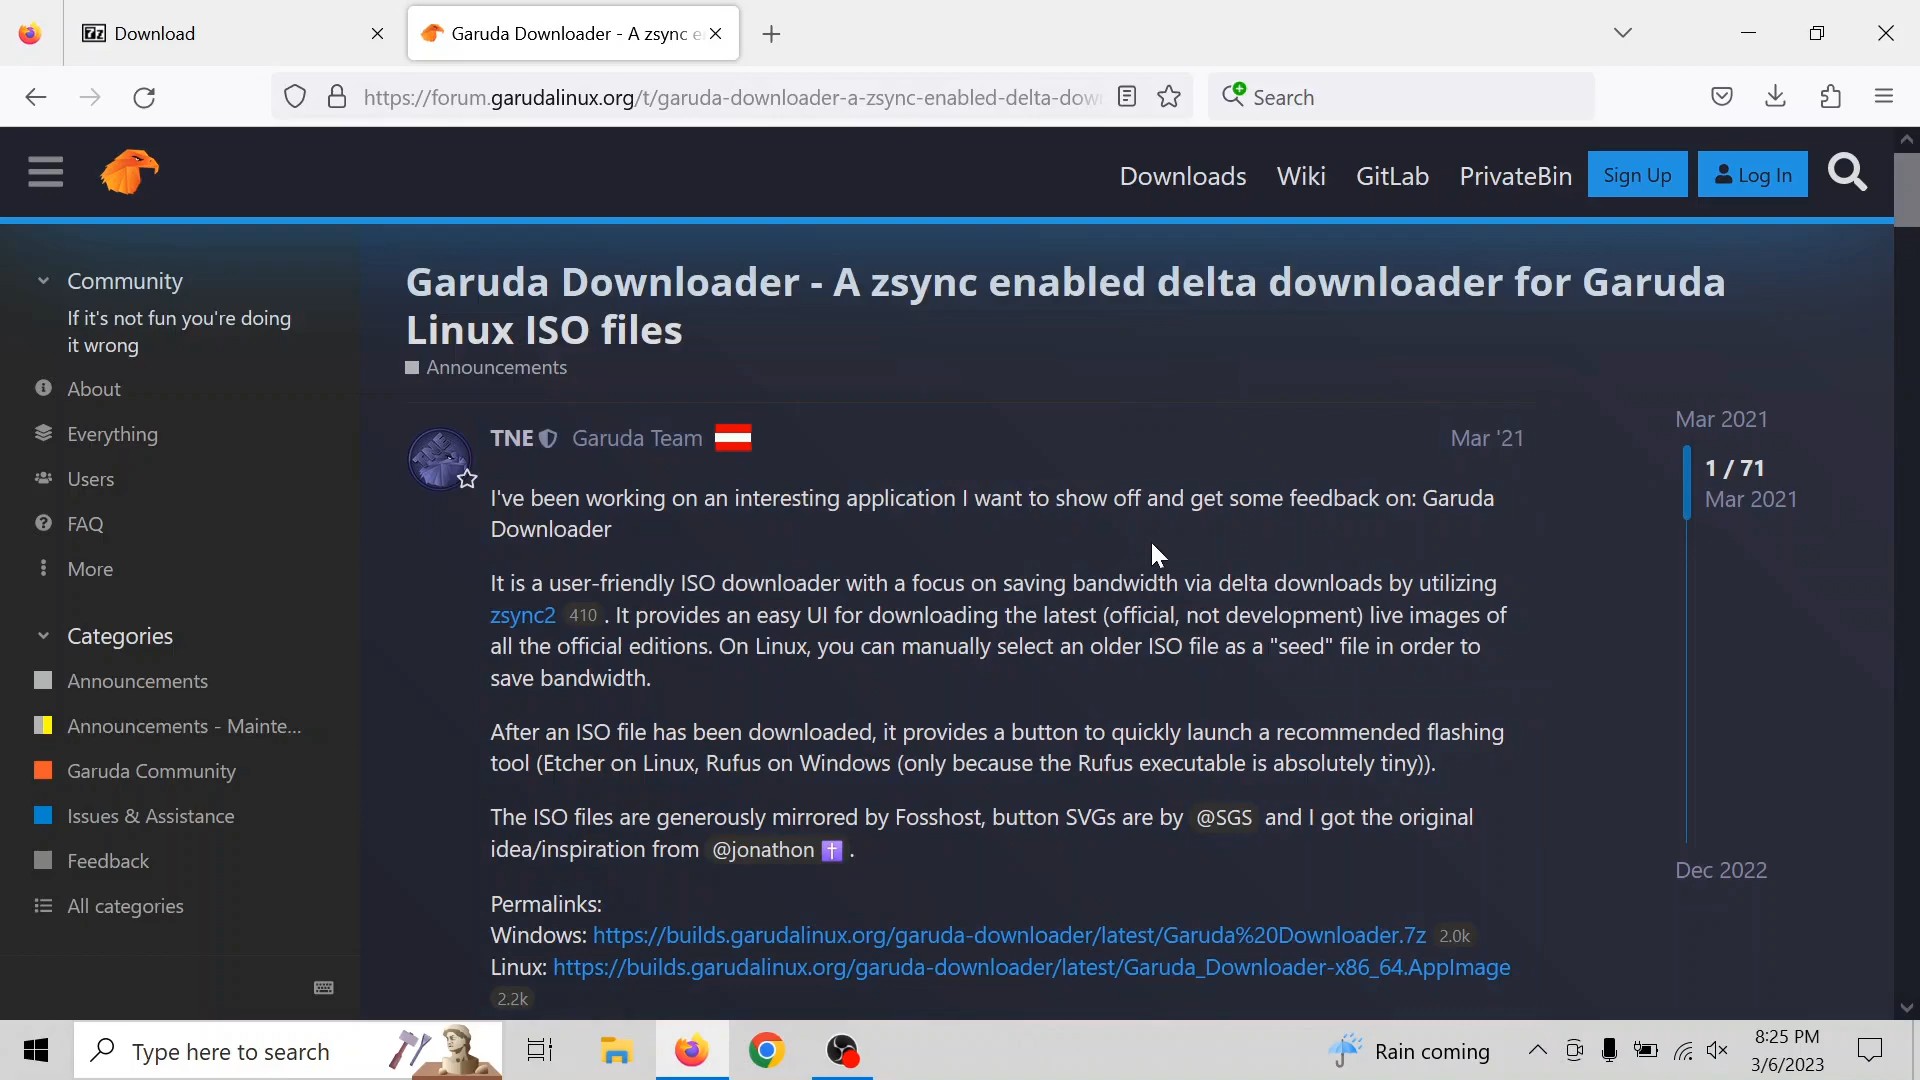 Download
Garuda Downloader - A zsync e
https://forum.garudalinux.org/t/garuda-downloader-a-zsync-enabled-delta-dow
Search
Downloads Wiki GitLab PrivateBin Sign Up Log In
Community
If it's not fun you're doing
it wrong
About
Everything
Users
FAQ
More
Categories
Announcements
Announcements - Mainte...
Garuda Community
Issues & Assistance
Feedback
All categories
Garuda Downloader - A zsync enabled delta downloader for Garuda
Linux ISO files
Announcements
TNE Garuda Team Mar '21
I've been working on an interesting application I want to show off and get some feedback on: Garuda
Downloader
It is a user-friendly ISO downloader with a focus on saving bandwidth via delta downloads by utilizing
zsync2 410 . It provides an easy UI for downloading the latest (official, not development) live images of
all the official editions. On Linux, you can manually select an older ISO file as a "seed" file in order to
save bandwidth.
After an ISO file has been downloaded, it provides a button to quickly launch a recommended flashing
tool (Etcher on Linux, Rufus on Windows (only because the Rufus executable is absolutely tiny)).
The ISO files are generously mirrored by Fosshost, button SVGs are by @SGS and I got the original
idea/inspiration from @jonathon ✝ .
Permalinks:
Windows: https://builds.garudalinux.org/garuda-downloader/latest/Garuda%20Downloader.7z 2.0k
Linux: https://builds.garudalinux.org/garuda-downloader/latest/Garuda_Downloader-x86_64.AppImage
2.2k
Mar 2021
1 / 71
Mar 2021
Dec 2022
Type here to search
Rain coming
8:25 PM
3/6/2023